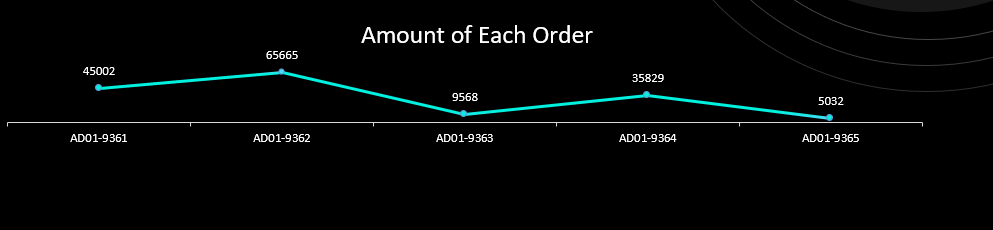 Amount of Each Order
45002
65665
9568
35829
5032
AD01-9361
AD01-9362
AD01-9363
AD01-9364
AD01-9365